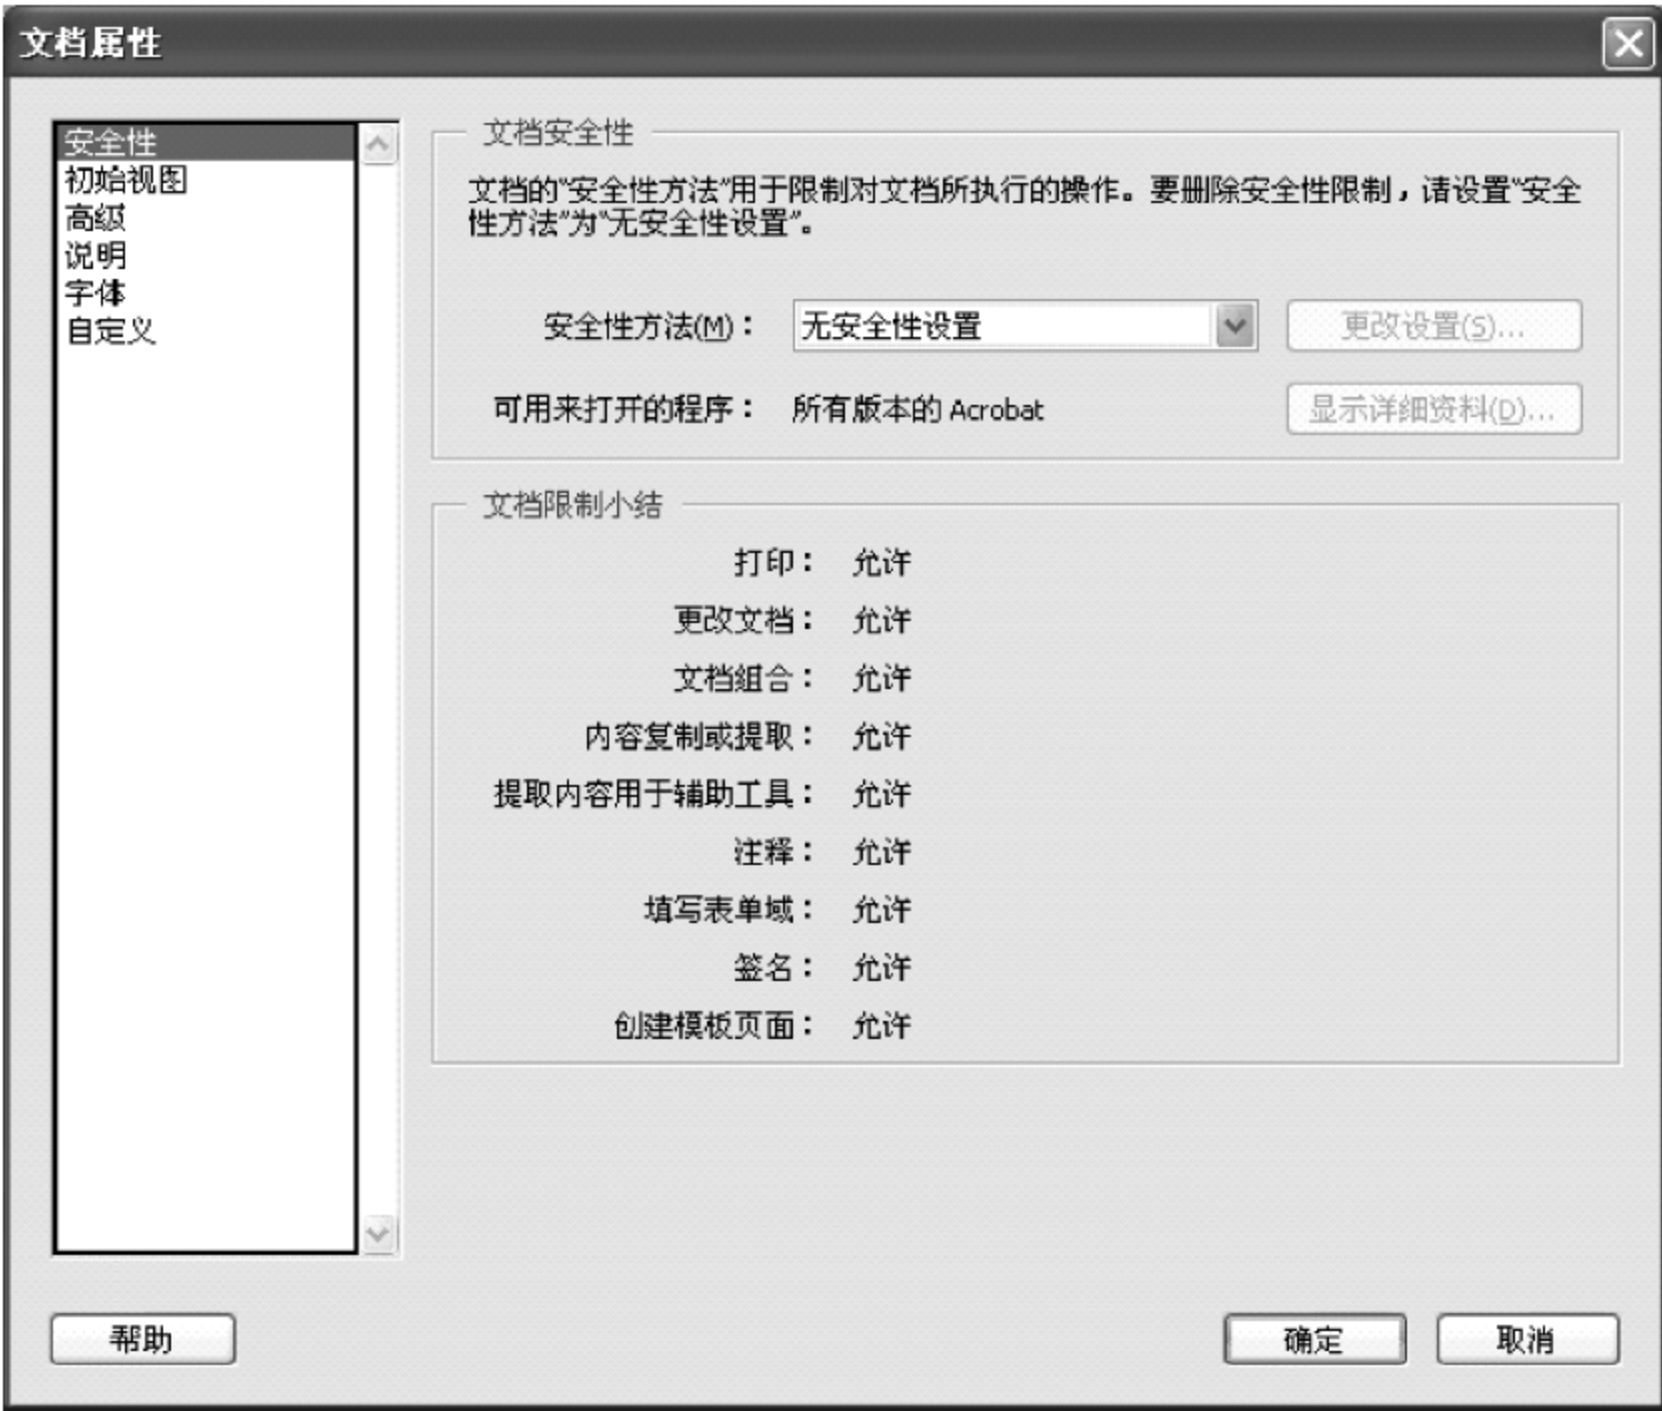 文档属性
安全性
初始视图
高级
说明
字体
自定义
文档安全性
文档的“安全性方法”用于限制对文档所执行的操作。要删除安全性限制，请设置“安全
性方法”为“无安全性设置”。
安全性方法(M)： 无安全性设置 更改设置(S)...
可用来打开的程序： 所有版本的 Acrobat 显示详细资料(D)...
文档限制小结
打印： 允许
更改文档： 允许
文档组合： 允许
内容复制或提取： 允许
提取内容用于辅助工具： 允许
注释： 允许
填写表单域： 允许
签名： 允许
创建模板页面： 允许
帮助 确定 取消